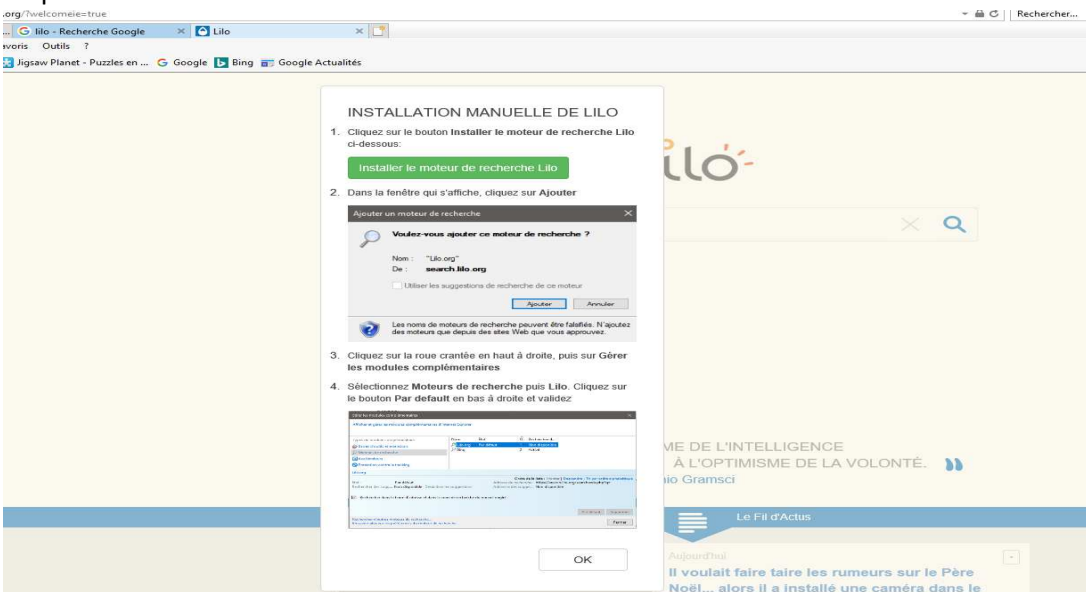 .org/?welcomeie=true
Rechercher...
... lilo - Recherche Google × Lilo ×
avoris Outils ?
Jigsaw Planet - Puzzles en ... Google Bing Google Actualités
INSTALLATION MANUELLE DE LILO
1. Cliquez sur le bouton Installer le moteur de recherche Lilo
ci-dessous:
Installer le moteur de recherche Lilo
2. Dans la fenêtre qui s'affiche, cliquez sur Ajouter
Ajouter un moteur de recherche
Voulez-vous ajouter ce moteur de recherche ?
Nom : "Lilo.org"
De : search.lilo.org
Utiliser les suggestions de recherche de ce moteur
Ajouter Annuler
Les noms de moteurs de recherche peuvent être falsifiés. N'ajoutez
des moteurs que depuis des sites Web que vous approuvez.
3. Cliquez sur la roue crantée en haut à droite, puis sur Gérer
les modules complémentaires
4. Sélectionnez Moteurs de recherche puis Lilo. Cliquez sur
le bouton Par default en bas à droite et validez
Fermer
OK
ilo
ME DE L'INTELLIGENCE
À L'OPTIMISME DE LA VOLONTÉ.
io Gramsci
Le Fil d'Actus
Aujourd'hui
Il voulait faire taire les rumeurs sur le Père
Noël... alors il a installé une caméra dans le